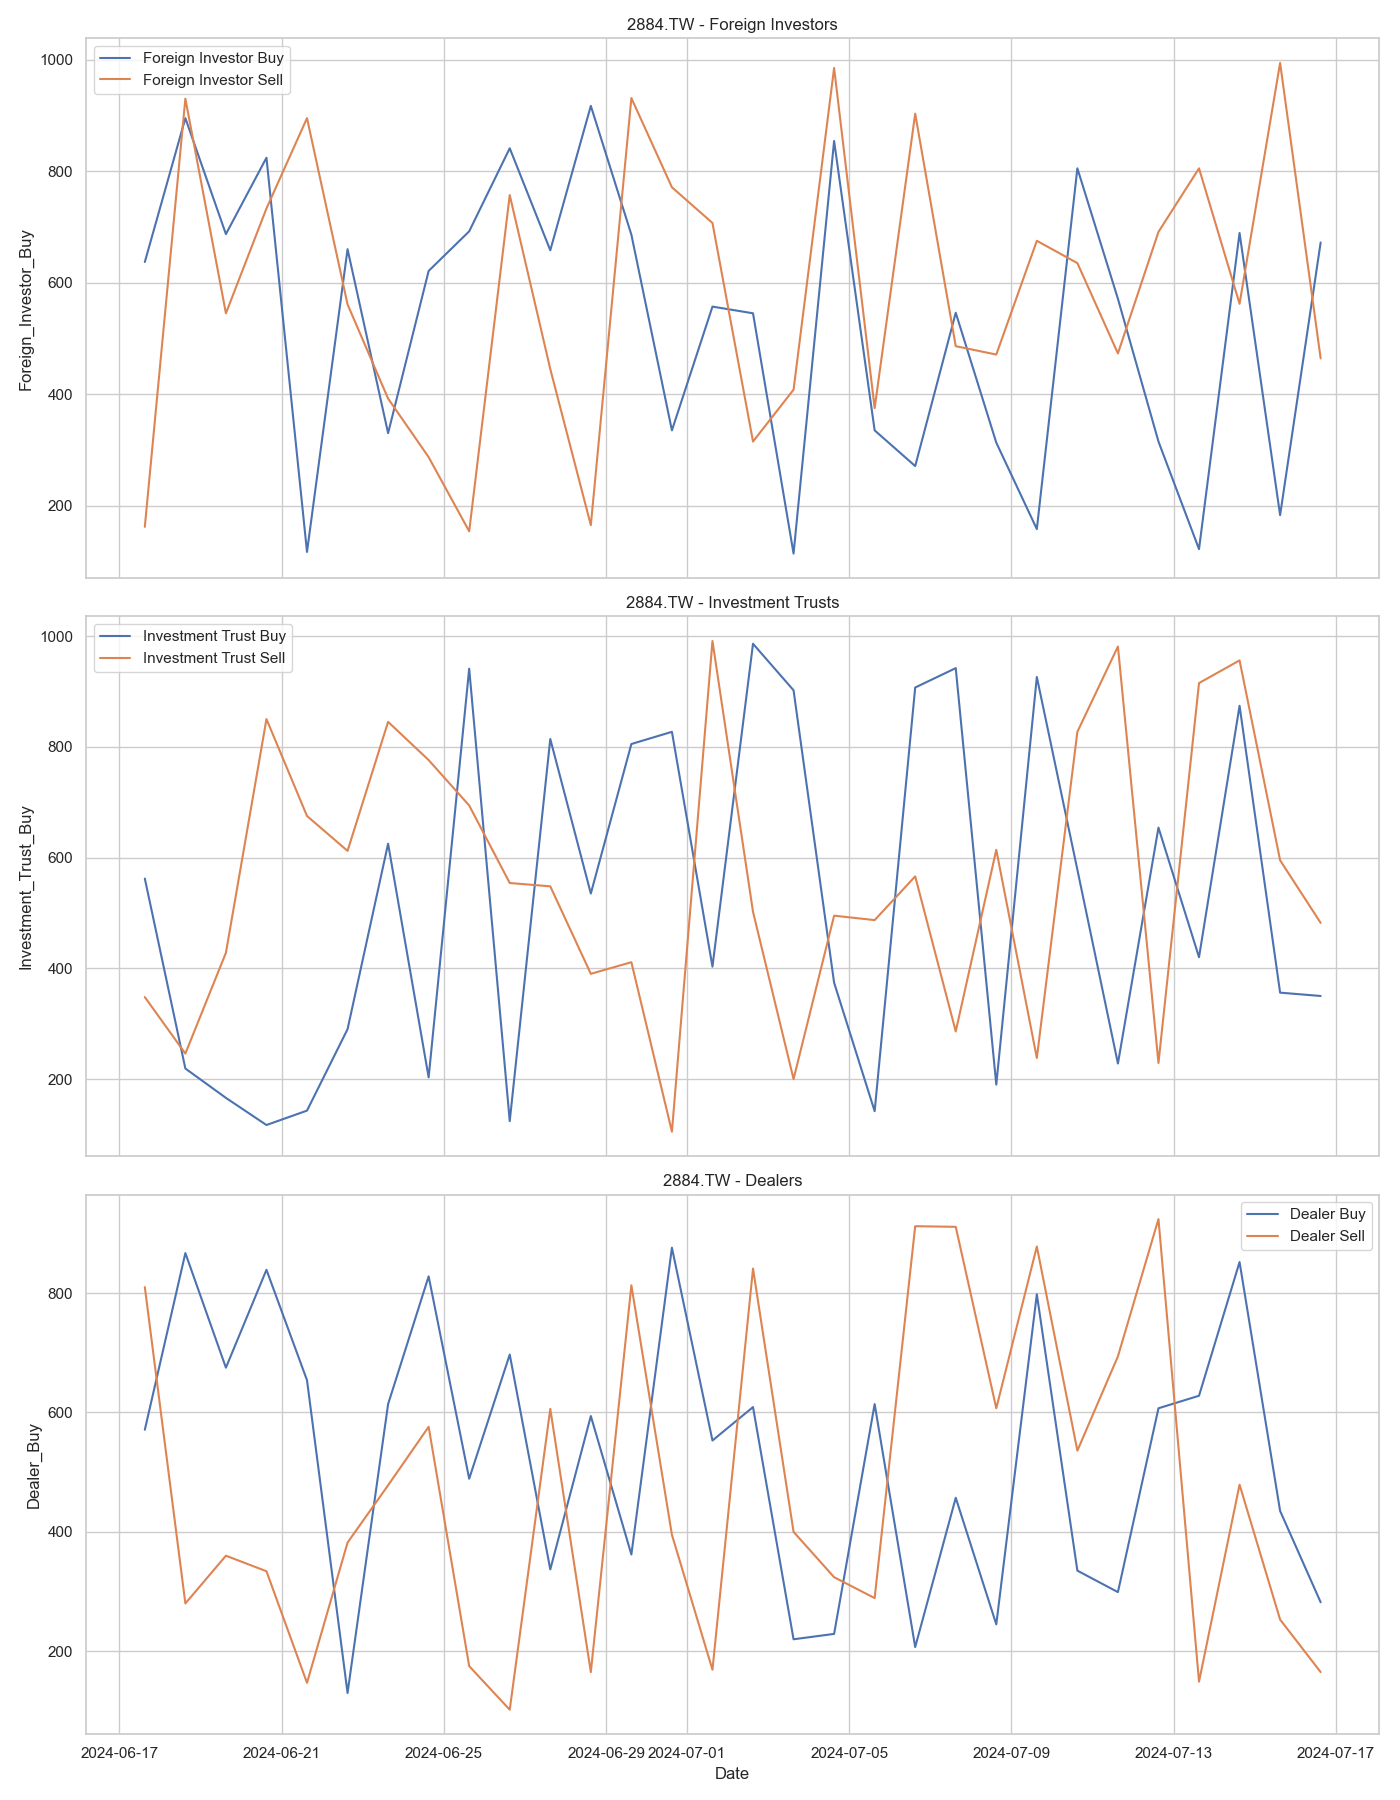 2884.TW - Foreign Investors
Foreign Investor Buy
Foreign Investor Sell
1000
800
600
400
200
Foreign_Investor_Buy
2884.TW - Investment Trusts
Investment Trust Buy
Investment Trust Sell
1000
800
600
400
200
Investment_Trust_Buy
2884.TW - Dealers
Dealer Buy
Dealer Sell
800
600
400
200
Dealer_Buy
2024-06-17 2024-06-21 2024-06-25 2024-06-29 2024-07-01 2024-07-05 2024-07-09 2024-07-13 2024-07-17
Date